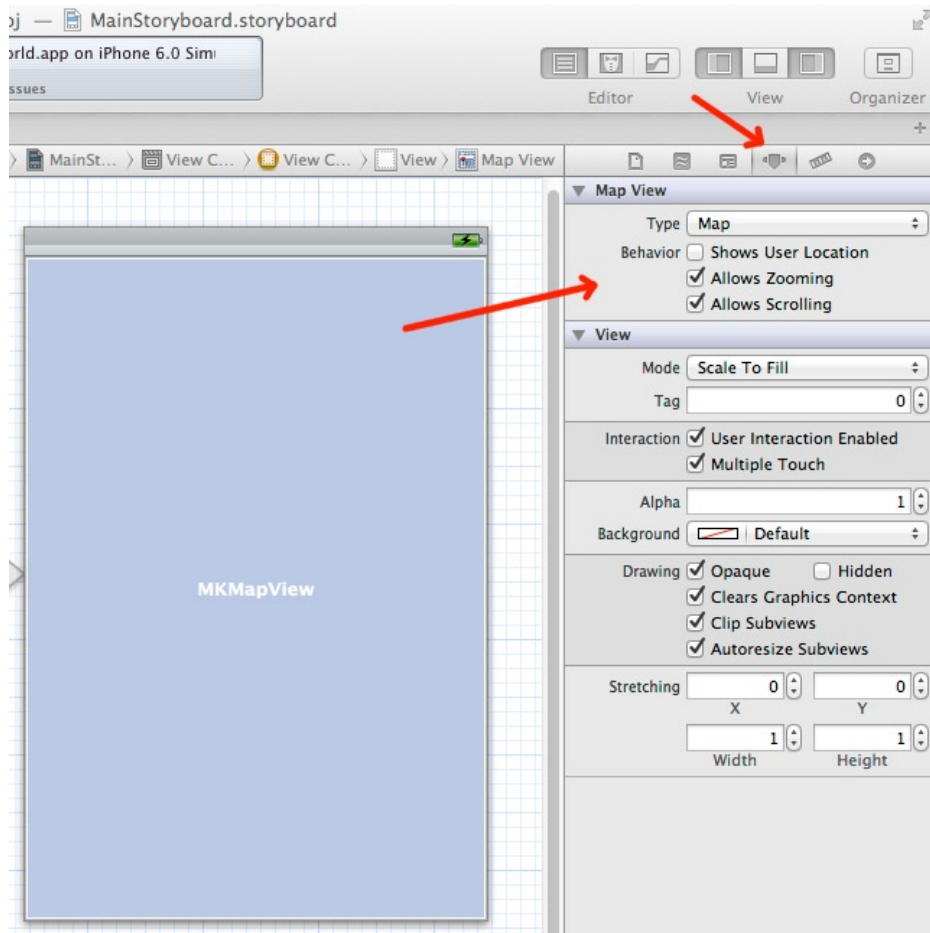 oj — MainStoryboard.storyboard
orld.app on iPhone 6.0 Sim
ssues
Editor View Organizer
MainSt... View C... View C... View Map View
Map View
Type Map
Behavior Shows User Location
Allows Zooming
Allows Scrolling
View
Mode Scale To Fill
Tag 0
Interaction User Interaction Enabled
Multiple Touch
Alpha 1
Background Default
Drawing Opaque Hidden
Clears Graphics Context
Clip Subviews
Autoresize Subviews
Stretching 0 0
X Y
1 1
Width Height
MKMapView